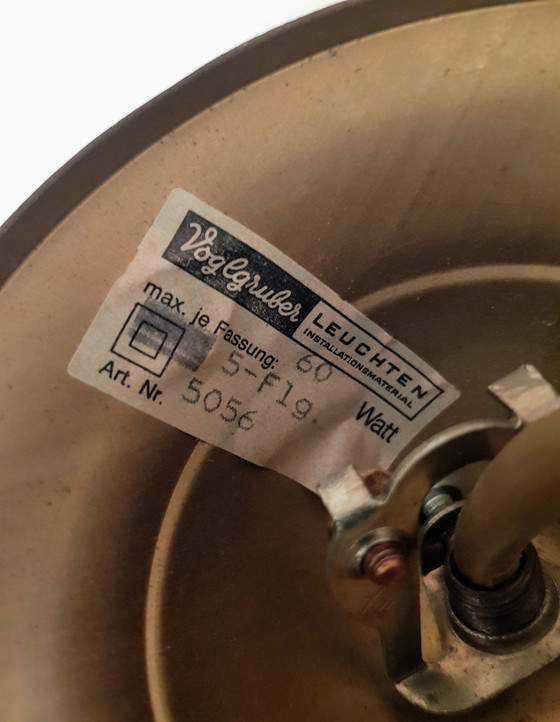 Voglgruber
LEUCHTEN
INSTALLATIONSMATERIAL
max. je Fassung: 60 Watt
5-Flg.
Art. Nr. 5056